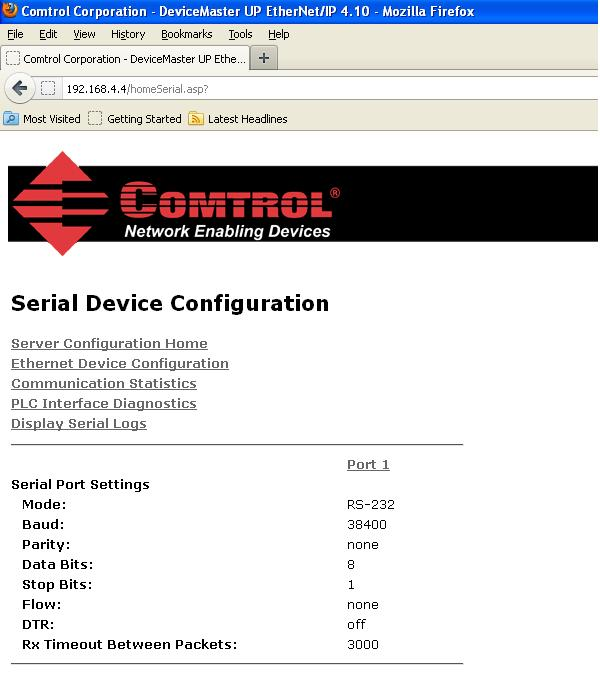 Comtrol Corporation - DeviceMaster UP EtherNet/IP 4.10 - Mozilla Firefox
File Edit View History Bookmarks Tools Help
Comtrol Corporation - DeviceMaster UP Ethe... +
192.168.4.4/homeSerial.asp?
Most Visited Getting Started Latest Headlines
COMTROL®
Network Enabling Devices
Serial Device Configuration
Server Configuration Home
Ethernet Device Configuration
Communication Statistics
PLC Interface Diagnostics
Display Serial Logs
Port 1
Serial Port Settings
Mode: RS-232
Baud: 38400
Parity: none
Data Bits: 8
Stop Bits: 1
Flow: none
DTR: off
Rx Timeout Between Packets: 3000